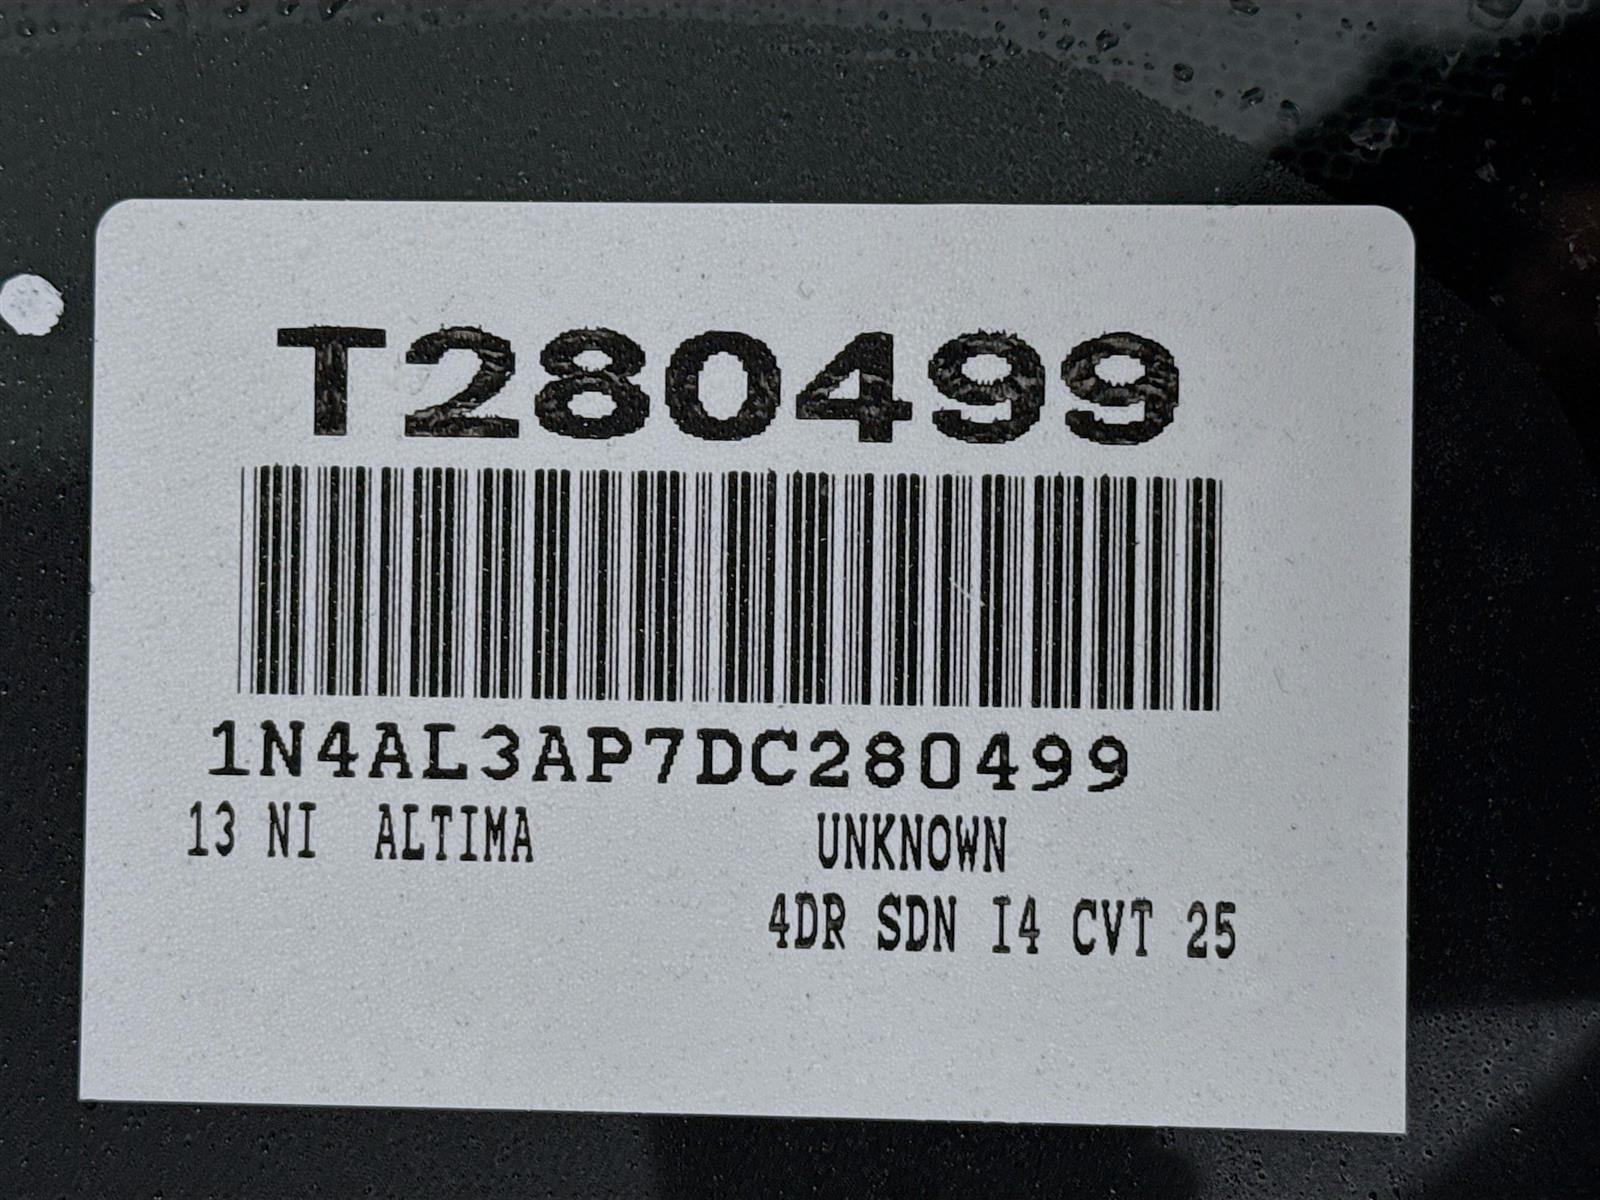 T280499
1N4AL3AP7DC280499
13 NI ALTIMA UNKNOWN
4DR SDN I4 CVT 25